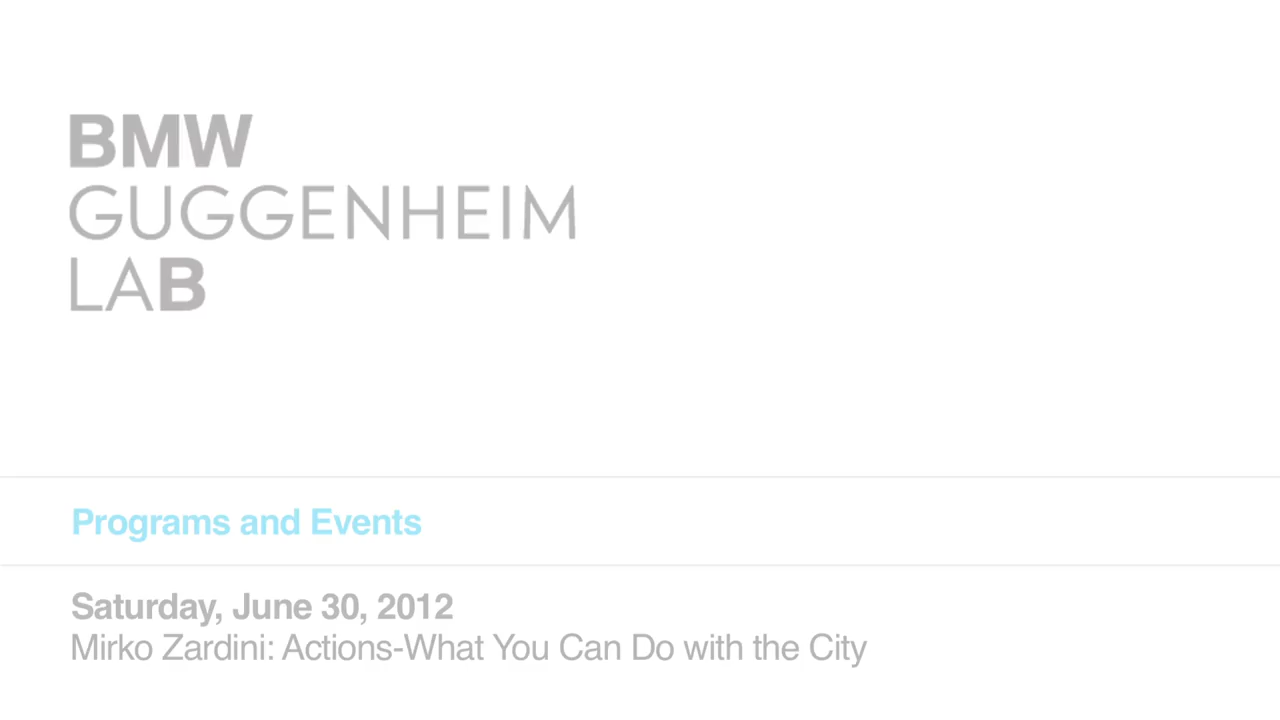 BMW
GUGGENHEIM
LAB
Programs and Events
Saturday, June 30, 2012
Mirko Zardini: Actions-What You Can Do with the City